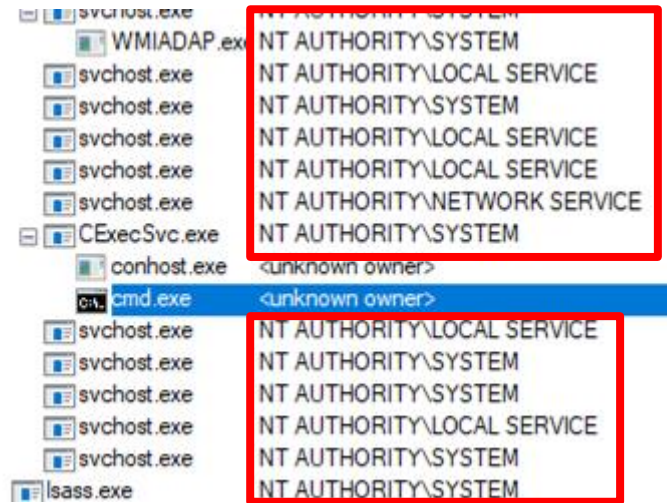 svchost.exe NT AUTHORITY\SYSTEM
WMIADAP.exe NT AUTHORITY\SYSTEM
svchost.exe NT AUTHORITY\LOCAL SERVICE
svchost.exe NT AUTHORITY\SYSTEM
svchost.exe NT AUTHORITY\LOCAL SERVICE
svchost.exe NT AUTHORITY\LOCAL SERVICE
svchost.exe NT AUTHORITY\NETWORK SERVICE
CExecSvc.exe NT AUTHORITY\SYSTEM
conhost.exe <unknown owner>
cmd.exe <unknown owner>
svchost.exe NT AUTHORITY\LOCAL SERVICE
svchost.exe NT AUTHORITY\SYSTEM
svchost.exe NT AUTHORITY\SYSTEM
svchost.exe NT AUTHORITY\LOCAL SERVICE
svchost.exe NT AUTHORITY\SYSTEM
lsass.exe NT AUTHORITY\SYSTEM